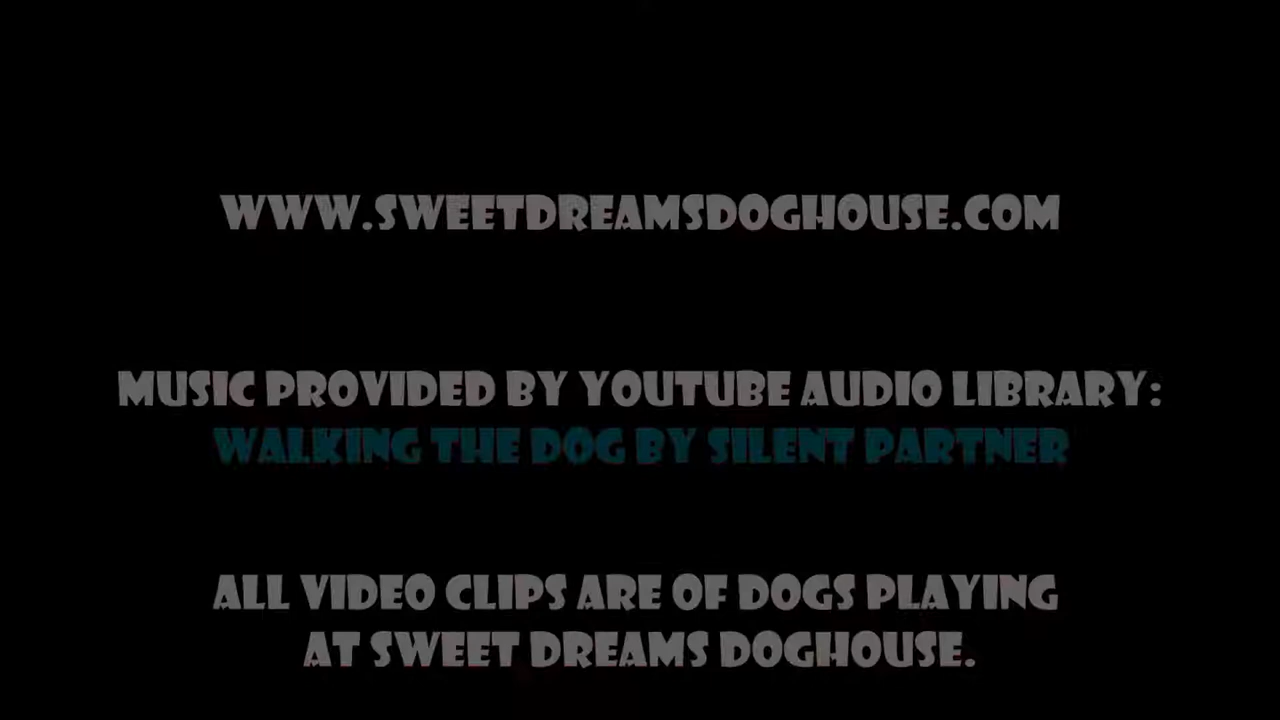 WWW.SWEETDREAMSDOGHOUSE.COM
MUSIC PROVIDED BY YOUTUBE AUDIO LIBRARY:
WALKING THE DOG BY SILENT PARTNER
ALL VIDEO CLIPS ARE OF DOGS PLAYING
AT SWEET DREAMS DOGHOUSE.